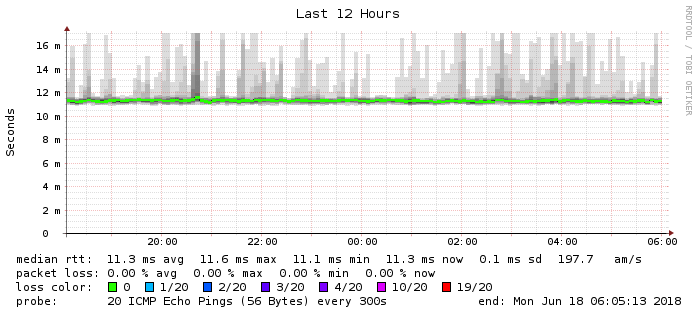 Last 12 Hours
RRDTOOL / TOBI OETIKER
Seconds
16 m
14 m
12 m
10 m
8 m
6 m
4 m
2 m
0
20:00 22:00 00:00 02:00 04:00 06:00
median rtt: 11.3 ms avg 11.6 ms max 11.1 ms min 11.3 ms now 0.1 ms sd 197.7 am/s
packet loss: 0.00 % avg 0.00 % max 0.00 % min 0.00 % now
loss color: 0 1/20 2/20 3/20 4/20 10/20 19/20
probe: 20 ICMP Echo Pings (56 Bytes) every 300s end: Mon Jun 18 06:05:13 2018